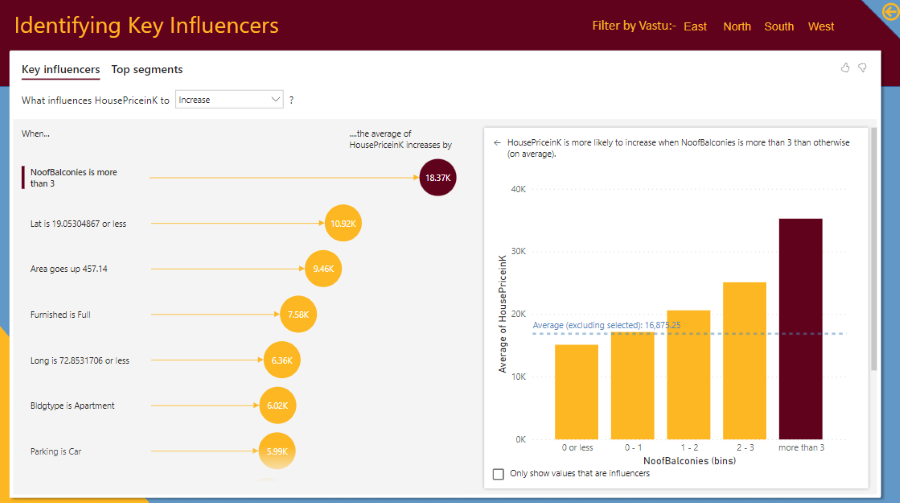 Identifying Key Influencers
Filter by Vastu:- East North South West
Key influencers Top segments
What influences HousePriceinK to Increase ?
When...
....the average of
HousePriceinK increases by
NoofBalconies is more
than 3
18.37K
Lat is 19.05304867 or less
10.92K
Area goes up 457.14
9.46K
Furnished is Full
7.58K
Long is 72.8531706 or less
6.36K
Bldgtype is Apartment
6.02K
Parking is Car
5.99K
← HousePriceinK is more likely to increase when NoofBalconies is more than 3 than otherwise
(on average).
Average of HousePriceinK
40K
30K
20K
10K
0K
Average (excluding selected): 16,875.25
0 or less 0 - 1 1 - 2 2 - 3 more than 3
NoofBalconies (bins)
Only show values that are influencers